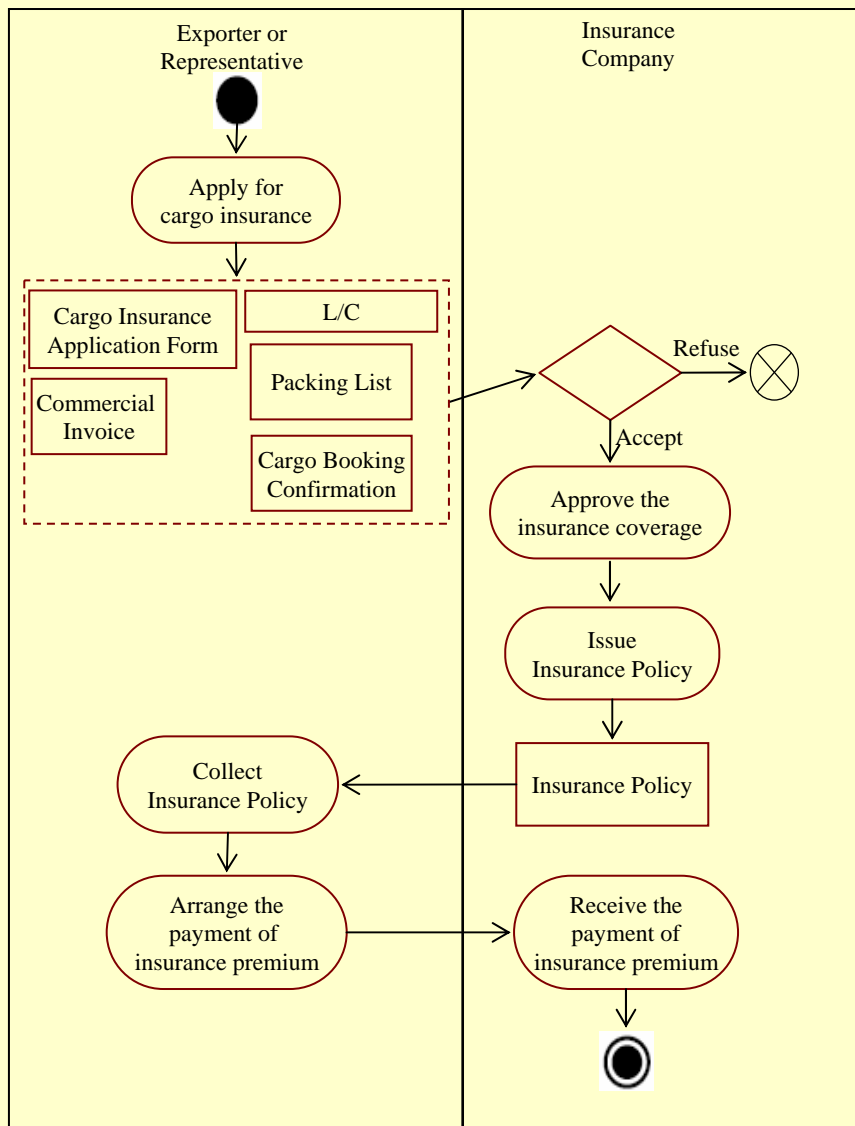 Exporter or
Representative
Insurance
Company
Apply for
cargo insurance
Cargo Insurance
Application Form
L/C
Packing List
Commercial
Invoice
Cargo Booking
Confirmation
Refuse
Accept
Approve the
insurance coverage
Issue
Insurance Policy
Insurance Policy
Collect
Insurance Policy
Arrange the
payment of
insurance premium
Receive the
payment of
insurance premium